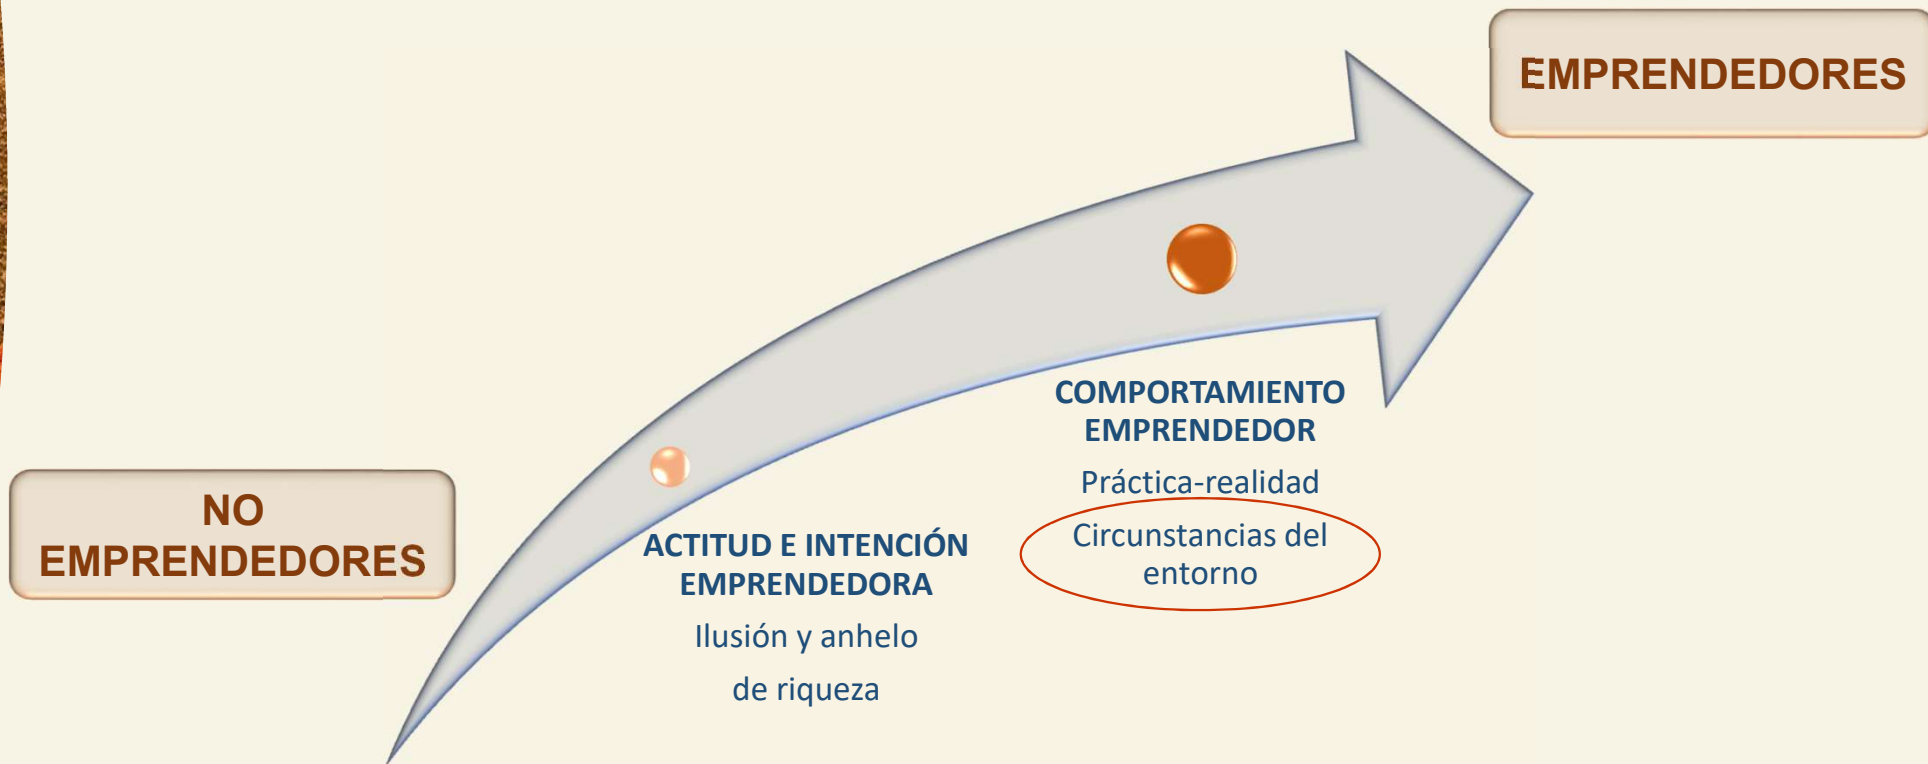 EMPRENDEDORES
NO
EMPRENDEDORES
ACTITUD E INTENCIÓN
EMPRENDEDORA
Ilusión y anhelo
de riqueza
COMPORTAMIENTO
EMPRENDEDOR
Práctica-realidad
Circunstancias del
entorno